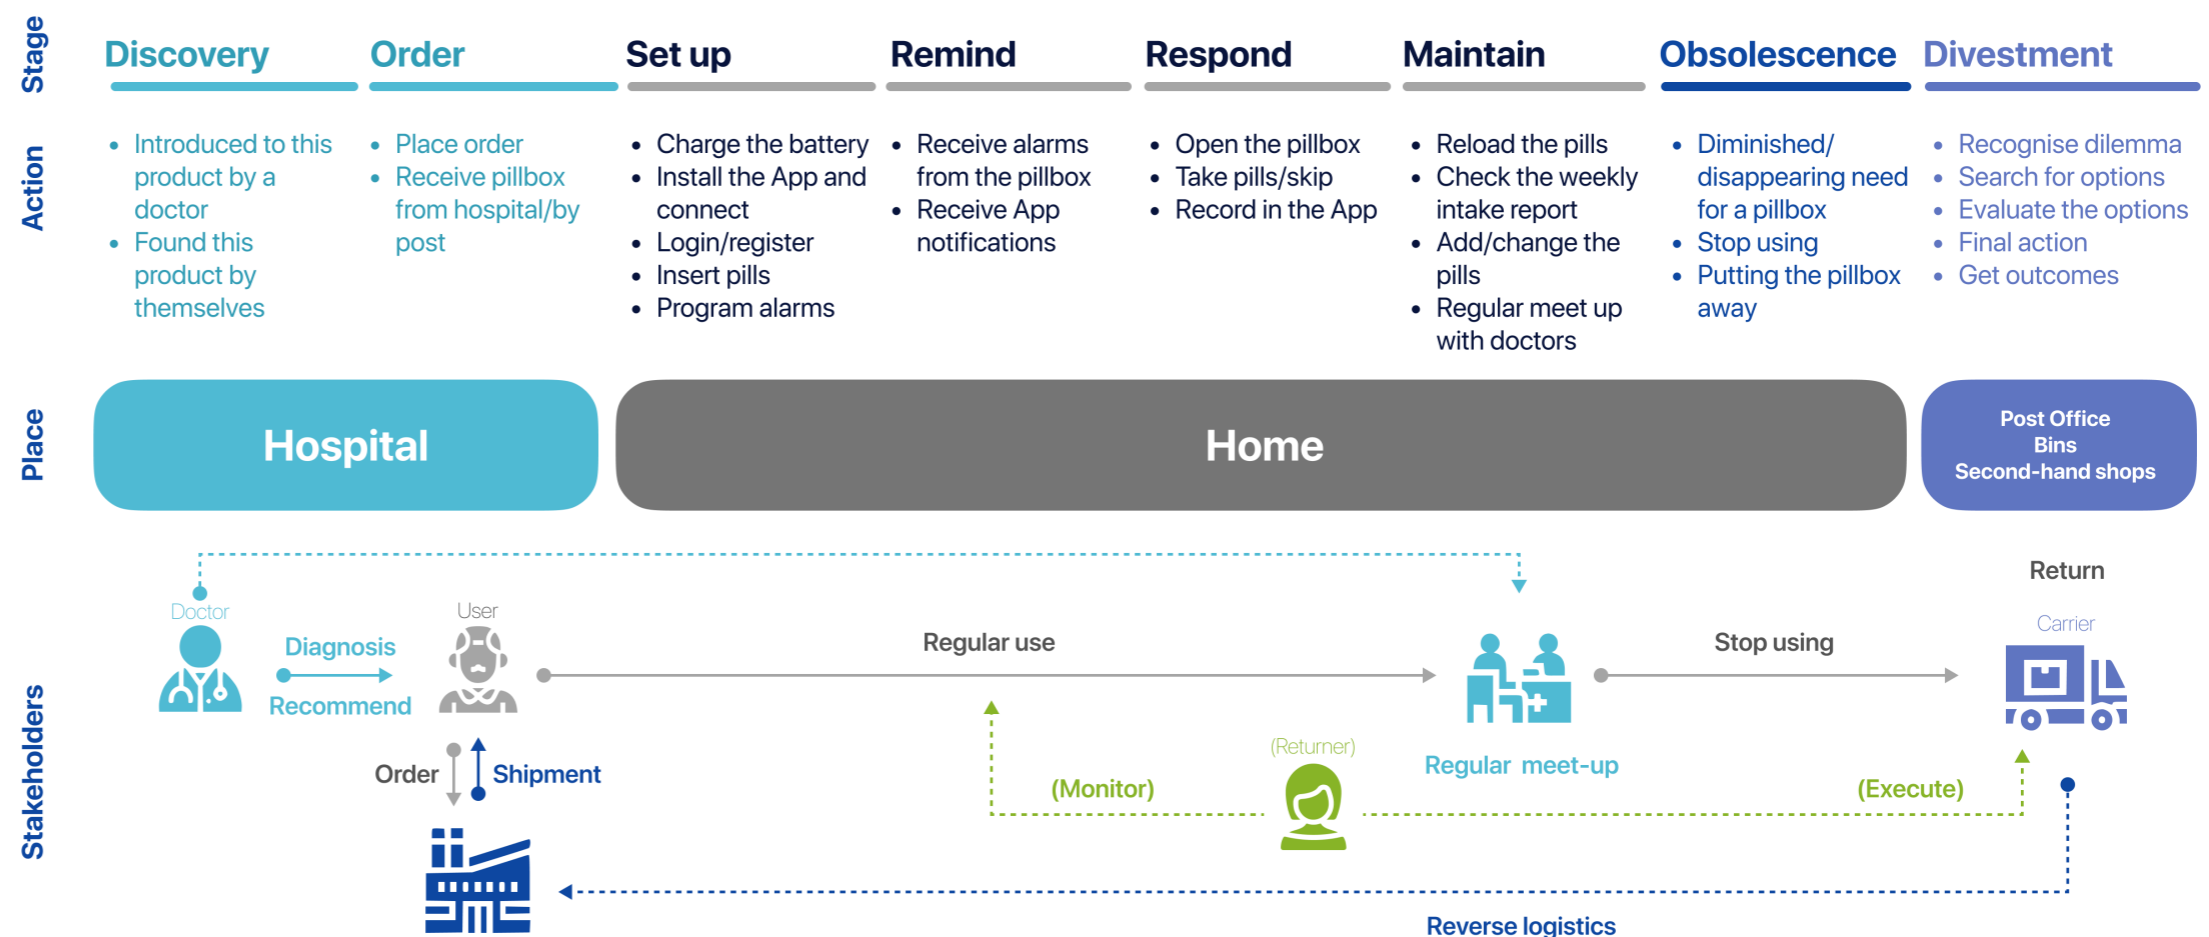 Stage
Discovery
Order
Set up
Remind
Respond
Maintain
Obsolescence
Divestment
Action
• Introduced to this
product by a
doctor
• Found this
product by
themselves
• Place order
• Receive pillbox
from hospital/by
post
• Charge the battery
• Install the App and
connect
• Login/register
• Insert pills
• Program alarms
• Receive alarms
from the pillbox
• Receive App
notifications
• Open the pillbox
• Take pills/skip
• Record in the App
• Reload the pills
• Check the weekly
intake report
• Add/change the
pills
• Regular meet up
with doctors
• Diminished/
disappearing need
for a pillbox
• Stop using
• Putting the pillbox
away
• Recognise dilemma
• Search for options
• Evaluate the options
• Final action
• Get outcomes
Place
Hospital
Home
Post Office
Bins
Second-hand shops
Stakeholders
Doctor
Diagnosis
Recommend
User
Order
Shipment
Regular use
(Monitor)
(Returner)
Regular meet-up
Stop using
(Execute)
Return
Carrier
Reverse logistics